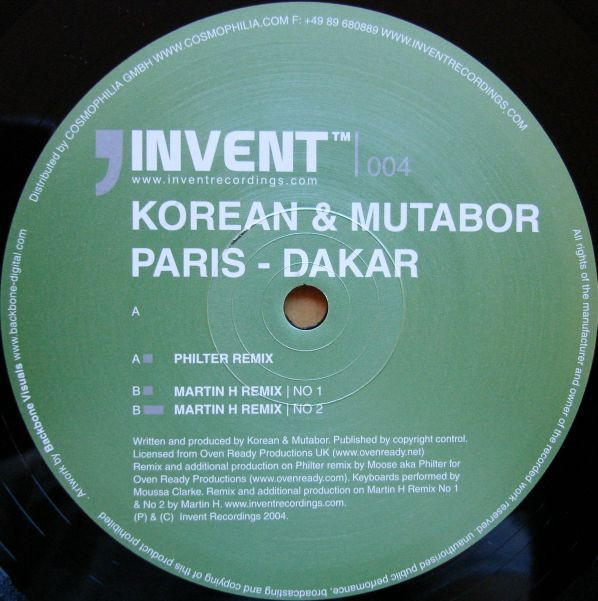 Distributed by COSMOPHILIA GMBH WWW.COSMOPHILIA.COM F: +49 89 680889 WWW.INVENTRECORDINGS.COM
INVENT™ 004
www.inventrecordings.com
KOREAN & MUTABOR
PARIS - DAKAR
A
A PHILTER REMIX
B MARTIN H REMIX | NO 1
B MARTIN H REMIX | NO 2
Written and produced by Korean & Mutabor. Published by copyright control.
Licensed from Oven Ready Productions UK (www.ovenready.net)
Remix and additional production on Philter remix by Moose aka Philter for
Oven Ready Productions (www.ovenready.com). Keyboards performed by
Moussa Clarke. Remix and additional production on Martin H Remix No 1
& No 2 by Martin H. www.inventrecordings.com.
(P) & (C) Invent Recordings 2004.
All rights of the manufacturer and owner of the recorded work reserved. unauthorised public perfomance, broadcasting and copying of this product prohibited .
Artwork by Backbone Visuals www.backbone-digital.com